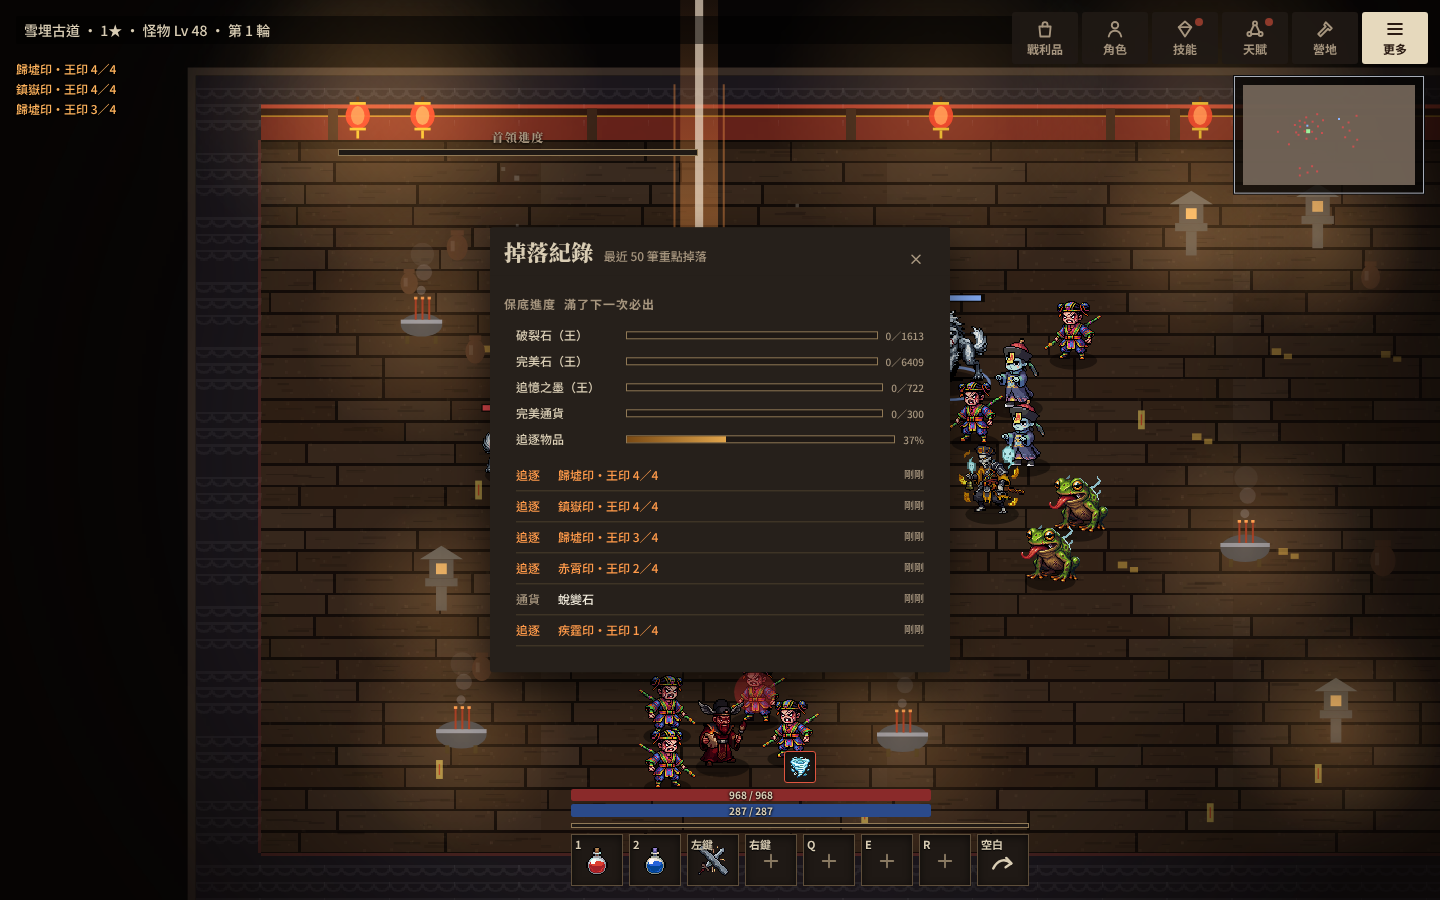 雪埋古道 • 1★ • 怪物 Lv 48 • 第 1 輪
戰利品
角色
技能
天賦
營地
更多
歸墟印・王印 4／4
鎮嶽印・王印 4／4
歸墟印・王印 3／4
首領進度
掉落紀錄 最近 50 筆重點掉落
保底進度 滿了下一次必出
破裂石（王） 0／1613
完美石（王） 0／6409
追憶之墨（王） 0／722
完美通貨 0／300
追逐物品 37%
追逐 歸墟印・王印 4／4 剛剛
追逐 鎮嶽印・王印 4／4 剛剛
追逐 歸墟印・王印 3／4 剛剛
追逐 赤霄印・王印 2／4 剛剛
通貨 蛻變石 剛剛
追逐 疾霆印・王印 1／4 剛剛
968 / 968
287 / 287
1
2
左鍵
右鍵
Q
E
R
空白